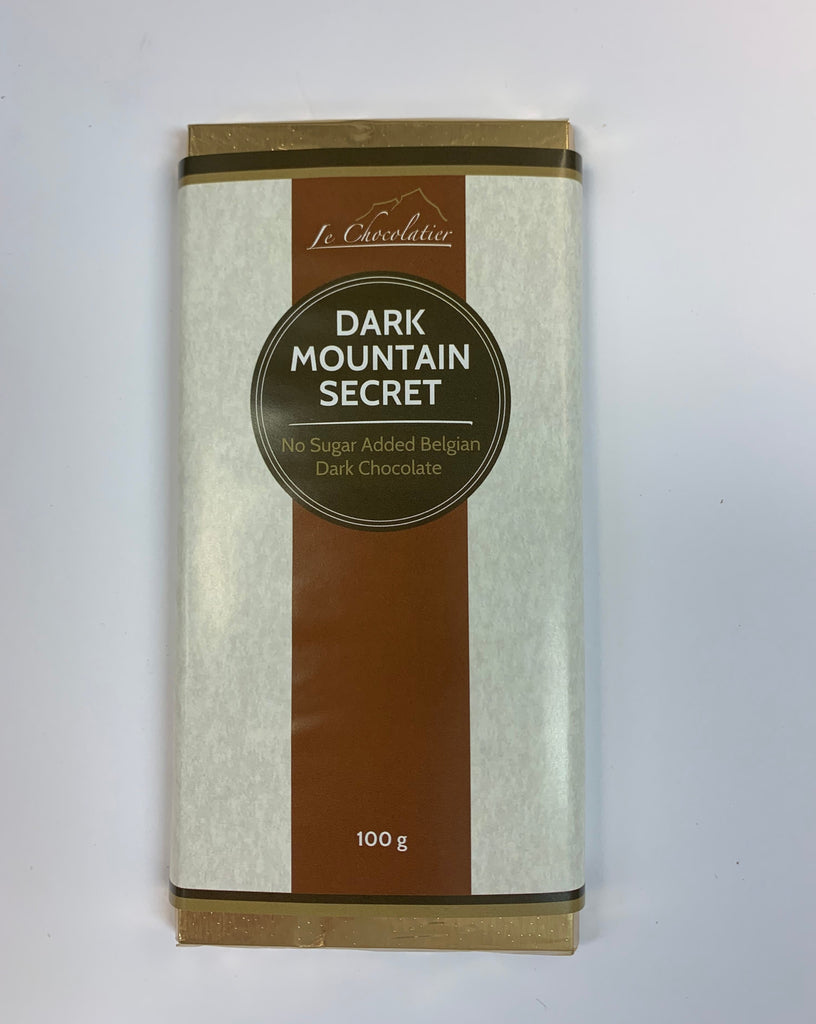 Le Chocolatier
DARK
MOUNTAIN
SECRET
No Sugar Added Belgian
Dark Chocolate
100 g